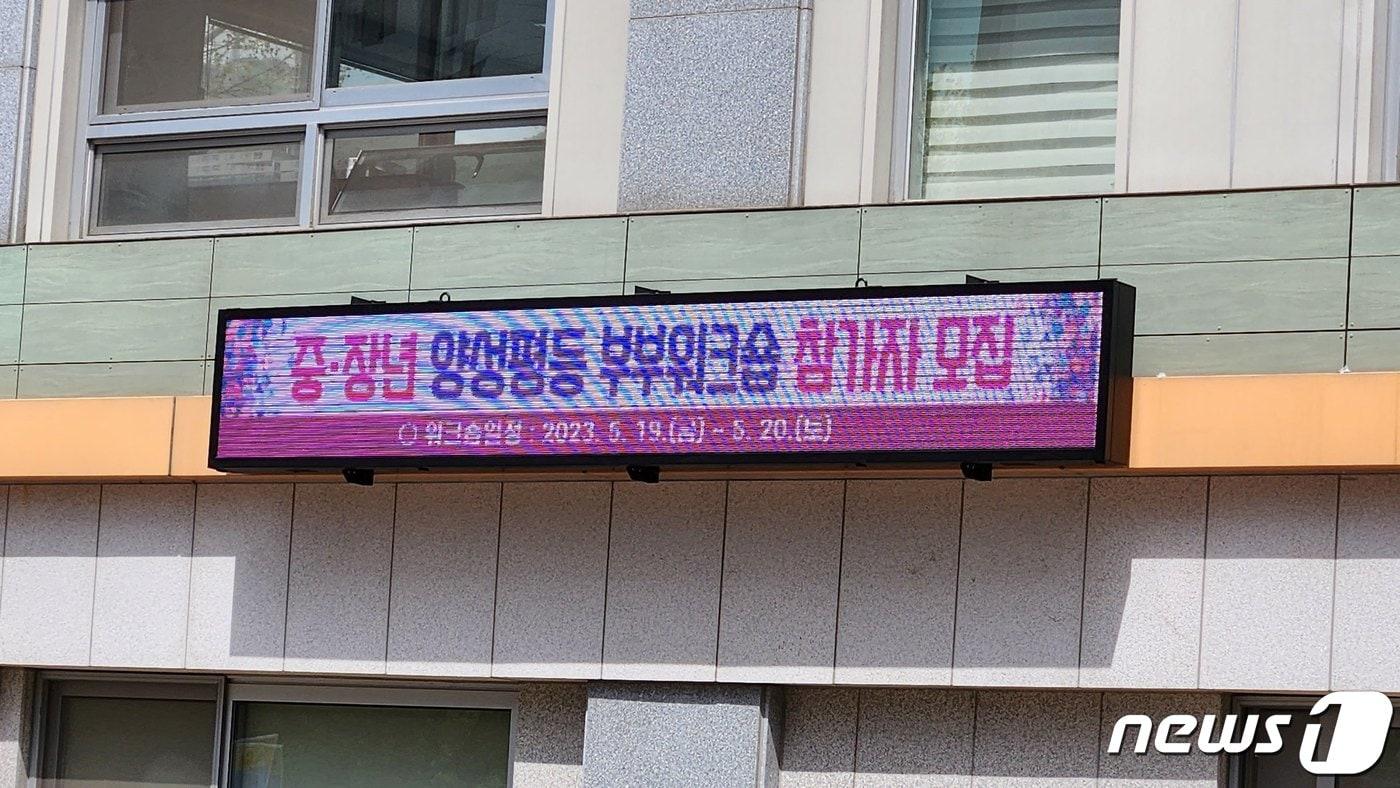 중·장년 양성평등 부부워크숍 참가자 모집
○ 워크숍일정 : 2023. 5. 19.(금) ~ 5. 20.(토)
news1